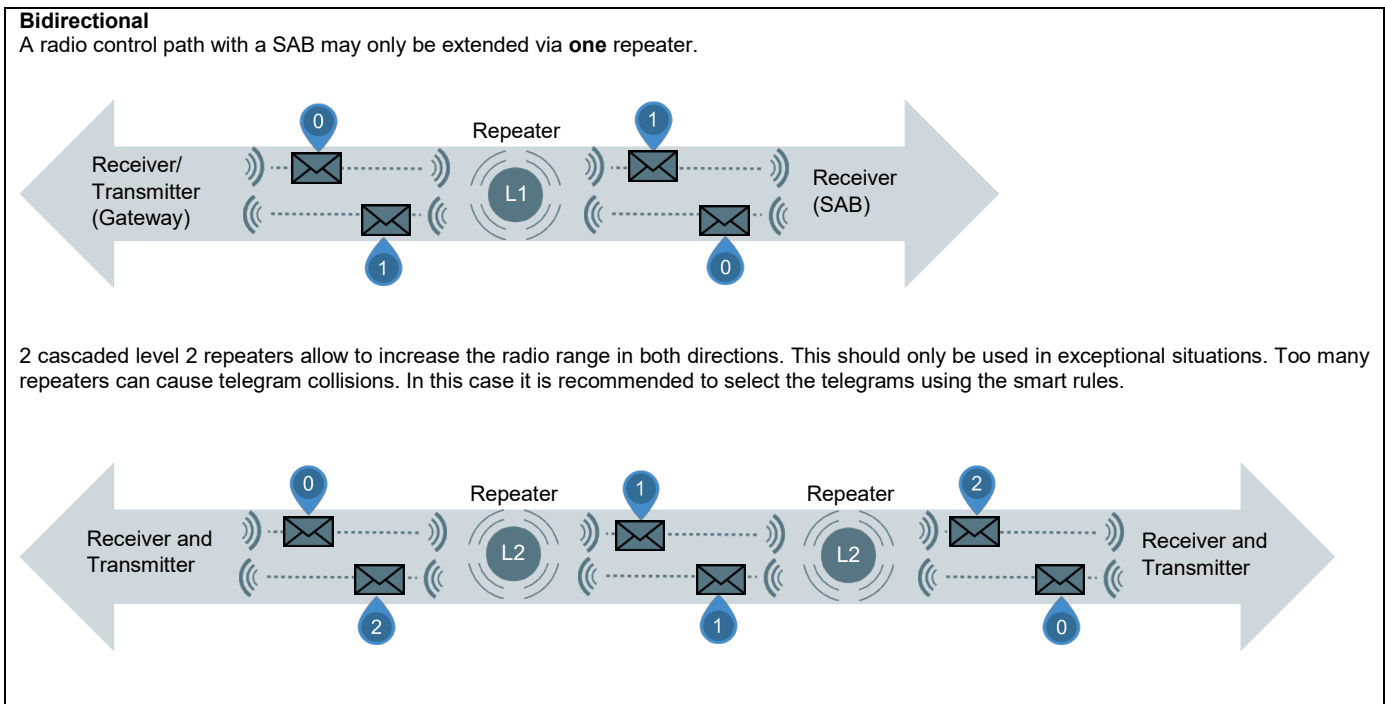 Bidirectional
A radio control path with a SAB may only be extended via one repeater.
0
1
Repeater
Receiver/
Transmitter
(Gateway)
L1
Receiver
(SAB)
1
0
2 cascaded level 2 repeaters allow to increase the radio range in both directions. This should only be used in exceptional situations. Too many
repeaters can cause telegram collisions. In this case it is recommended to select the telegrams using the smart rules.
0
1
2
Repeater
Repeater
Receiver and
Transmitter
L2
L2
Receiver and
Transmitter
2
1
0